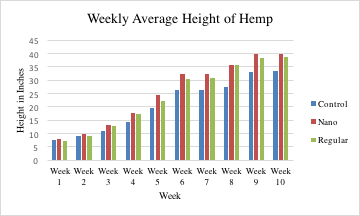 Weekly Average Height of Hemp
Height in Inches
45
40
35
30
25
20
15
10
5
0
Week Week Week Week Week Week Week Week Week Week
1 2 3 4 5 6 7 8 9 10
Week
Control
Nano
Regular